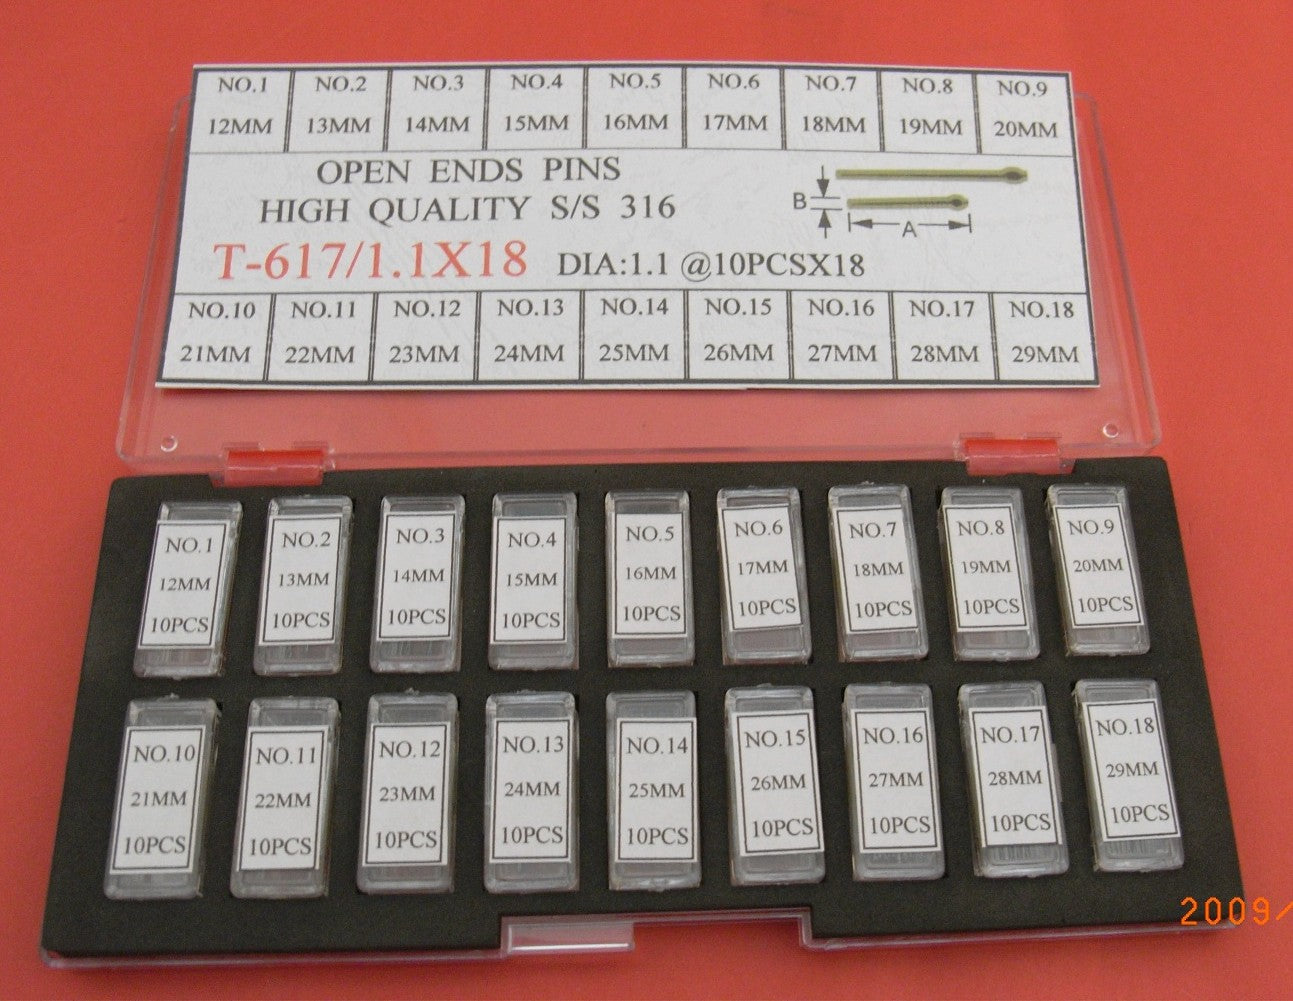 NO.1 NO.2 NO.3 NO.4 NO.5 NO.6 NO.7 NO.8 NO.9
12MM 13MM 14MM 15MM 16MM 17MM 18MM 19MM 20MM
OPEN ENDS PINS
HIGH QUALITY S/S 316
T-617/1.1X18 DIA:1.1 @10PCSX18
B
A
NO.10 NO.11 NO.12 NO.13 NO.14 NO.15 NO.16 NO.17 NO.18
21MM 22MM 23MM 24MM 25MM 26MM 27MM 28MM 29MM
NO.1
12MM
10PCS
NO.2
13MM
10PCS
NO.3
14MM
10PCS
NO.4
15MM
10PCS
NO.5
16MM
10PCS
NO.6
17MM
10PCS
NO.7
18MM
10PCS
NO.8
19MM
10PCS
NO.9
20MM
10PCS
NO.10
21MM
10PCS
NO.11
22MM
10PCS
NO.12
23MM
10PCS
NO.13
24MM
10PCS
NO.14
25MM
10PCS
NO.15
26MM
10PCS
NO.16
27MM
10PCS
NO.17
28MM
10PCS
NO.18
29MM
10PCS
2009/